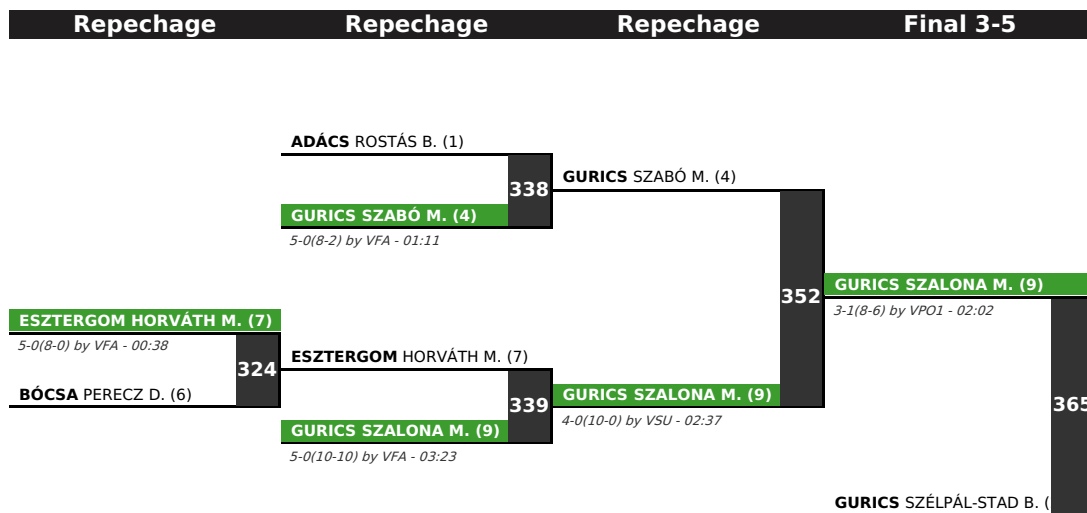 Repechage
Repechage
Repechage
Final 3-5
ADÁCS ROSTÁS B. (1)
338
GURICS SZABÓ M. (4)
GURICS SZABÓ M. (4)
5-0(8-2) by VFA - 01:11
352
GURICS SZALONA M. (9)
3-1(8-6) by VPO1 - 02:02
ESZTERGOM HORVÁTH M. (7)
5-0(8-0) by VFA - 00:38
324
ESZTERGOM HORVÁTH M. (7)
BÓCSA PERECZ D. (6)
339
GURICS SZALONA M. (9)
4-0(10-0) by VSU - 02:37
365
GURICS SZALONA M. (9)
5-0(10-10) by VFA - 03:23
GURICS SZÉLPÁL-STAD B. (